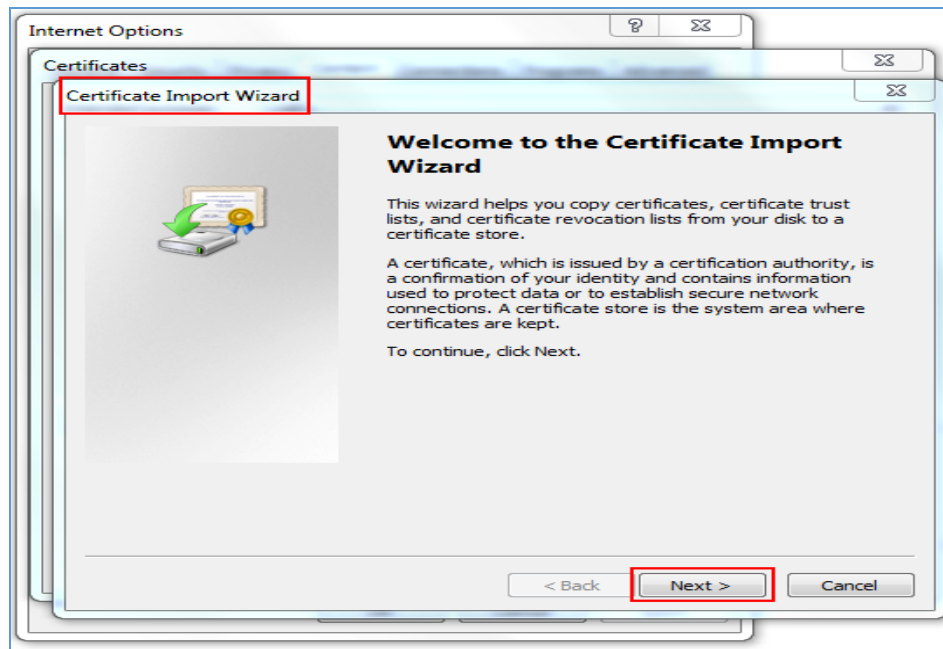 Internet Options
Certificates
Certificate Import Wizard
Welcome to the Certificate Import
Wizard
This wizard helps you copy certificates, certificate trust
lists, and certificate revocation lists from your disk to a
certificate store.
A certificate, which is issued by a certification authority, is
a confirmation of your identity and contains information
used to protect data or to establish secure network
connections. A certificate store is the system area where
certificates are kept.
To continue, click Next.
< Back Next > Cancel